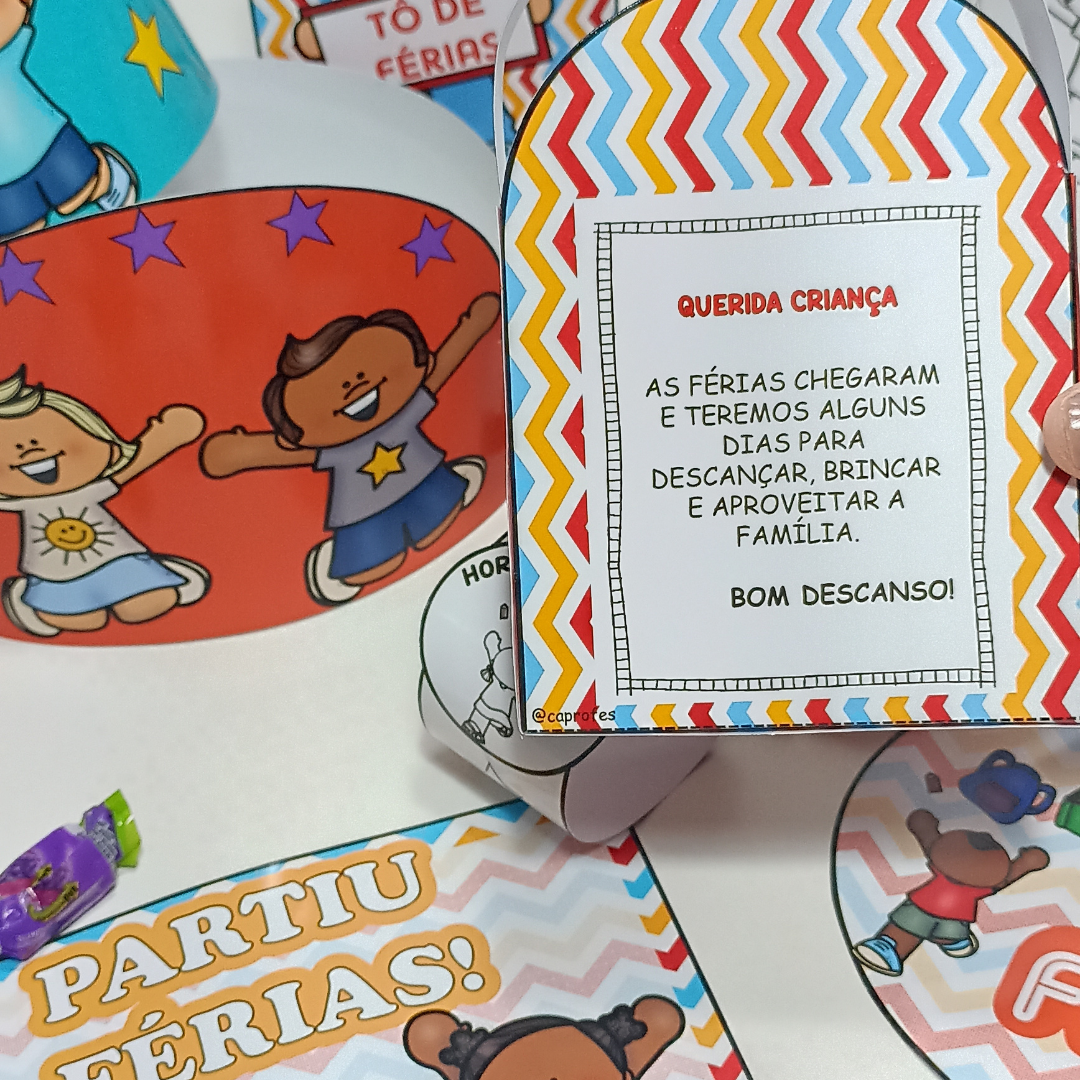 TÔ DE
FÉRIAS
QUERIDA CRIANÇA
AS FÉRIAS CHEGARAM
E TEREMOS ALGUNS
DIAS PARA
DESCANÇAR, BRINCAR
E APROVEITAR A
FAMÍLIA.
BOM DESCANSO!
@caprofes
HOR
PARTIU
FÉRIAS!